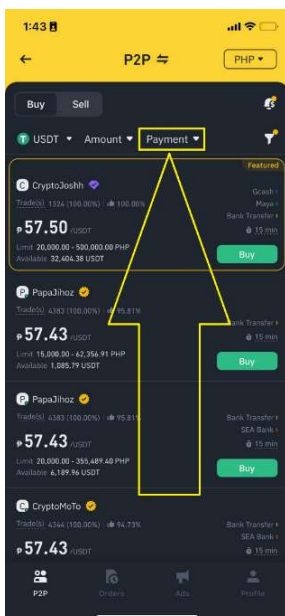 1:43
P2P
PHP
Buy Sell
USDT Amount Payment
Featured
CryptoJoshh
Trade(s) 1324 (100.00%) 100.00%
Gcash
Maya
₱57.50 /USDT
Bank Transfer
15 min
Limit 20,000.00 - 500,000.00 PHP
Available 32,404.38 USDT
Buy
PapaJihoz
Trade(s) 4383 (100.00%) 95.81%
Bank Transfer
₱57.43 /USDT
15 min
Limit 15,000.00 - 62,356.91 PHP
Available 1,085.79 USDT
Buy
PapaJihoz
Trade(s) 4383 (100.00%) 95.81%
Bank Transfer
SEA Bank
₱57.43 /USDT
15 min
Limit 20,000.00 - 355,489.40 PHP
Available 6,189.96 USDT
Buy
CryptoMoTo
Trade(s) 4344 (100.00%) 94.73%
Bank Transfer
SEA Bank
₱57.43 /USDT
15 min
P2P Orders Ads Profile